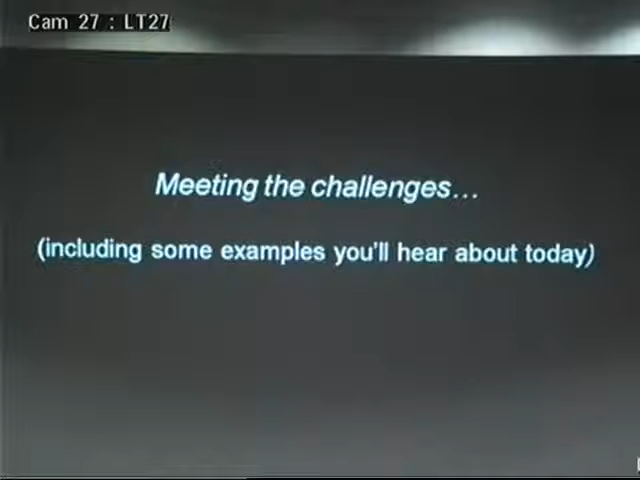 Cam 27 : LT27
Meeting the challenges...
(including some examples you'll hear about today)